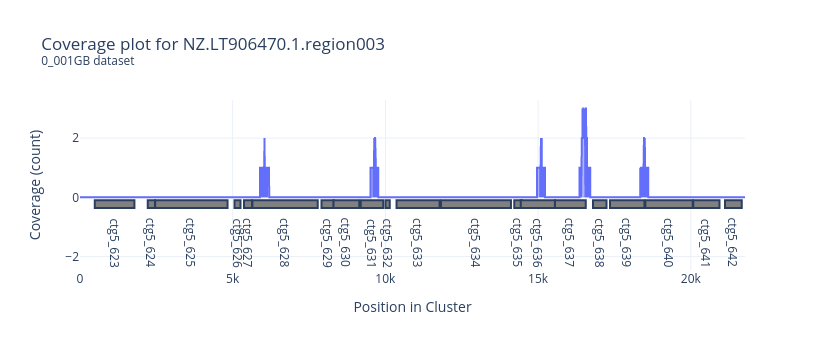 Coverage plot for NZ.LT906470.1.region003
0_001GB dataset
Coverage (count)
2
0
−2
ctg5_623
ctg5_624
ctg5_625
ctg5_626
ctg5_627
ctg5_628
ctg5_629
ctg5_630
ctg5_631
ctg5_632
ctg5_633
ctg5_634
ctg5_635
ctg5_636
ctg5_637
ctg5_638
ctg5_639
ctg5_640
ctg5_641
ctg5_642
0
5k
10k
15k
20k
Position in Cluster